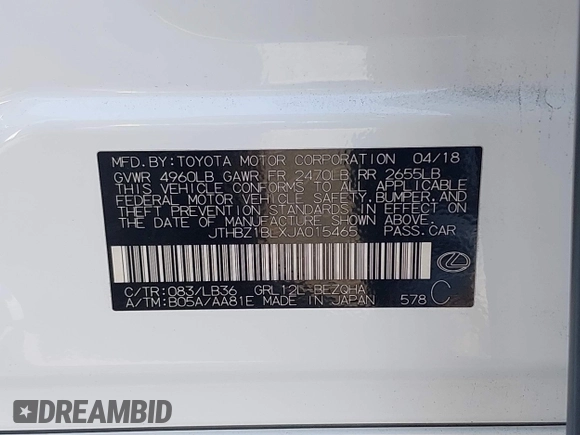 MFD.BY:TOYOTA MOTOR CORPORATION 04/18
GVWR 4960LB GAWR FR 2470LB RR 2655LB
THIS VEHICLE CONFORMS TO ALL APPLICABLE
FEDERAL MOTOR VEHICLE SAFETY,BUMPER,AND
THEFT PREVENTION STANDARDS IN EFFECT ON
THE DATE OF MANUFACTURE SHOWN ABOVE.
JTHBZ1BLXJA015465 PASS.CAR
C/TR:083/LB36 GRL12L-BEZQHA
A/TM:B05A/AA81E MADE IN JAPAN 578 C
DREAMBID